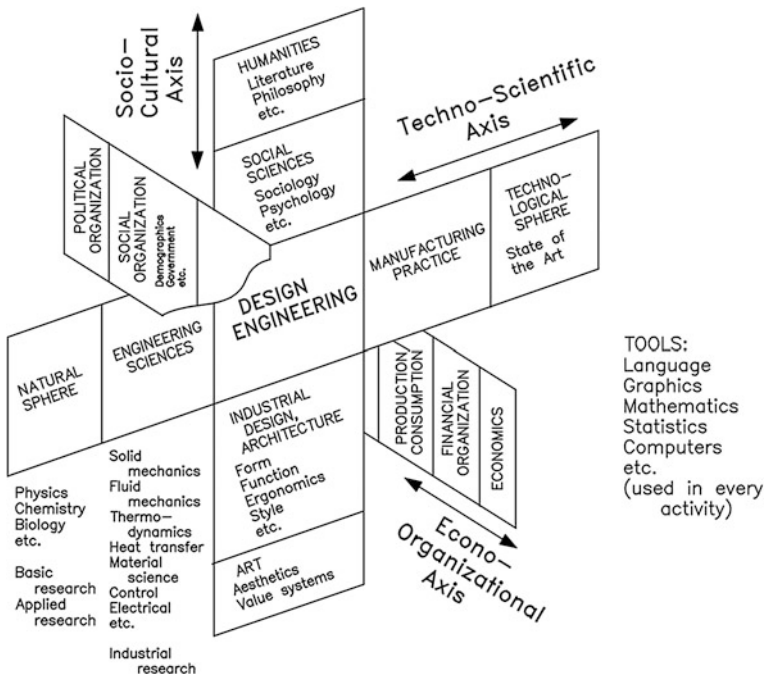 Socio-
Cultural
Axis
HUMANITIES
Literature
Philosophy
etc.
SOCIAL
SCIENCES
Sociology
Psychology
etc.
Techno-Scientific
Axis
POLITICAL
ORGANIZATION
SOCIAL
ORGANIZATION
Demographics
Government
etc.
DESIGN
ENGINEERING
MANUFACTURING
PRACTICE
TECHNO-
LOGICAL
SPHERE
State of
the Art
NATURAL
SPHERE
ENGINEERING
SCIENCES
Physics
Chemistry
Biology
etc.
Basic
research
Applied
research
Solid
mechanics
Fluid
mechanics
Thermo-
dynamics
Heat transfer
Material
science
Control
Electrical
etc.
Industrial
research
INDUSTRIAL
DESIGN,
ARCHITECTURE
Form
Function
Ergonomics
Style
etc.
ART
Aesthetics
Value systems
PRODUCTION
CONSUMPTION
FINANCIAL
ORGANIZATION
ECONOMICS
Econo-
Organizational
Axis
TOOLS:
Language
Graphics
Mathematics
Statistics
Computers
etc.
(used in every
activity)